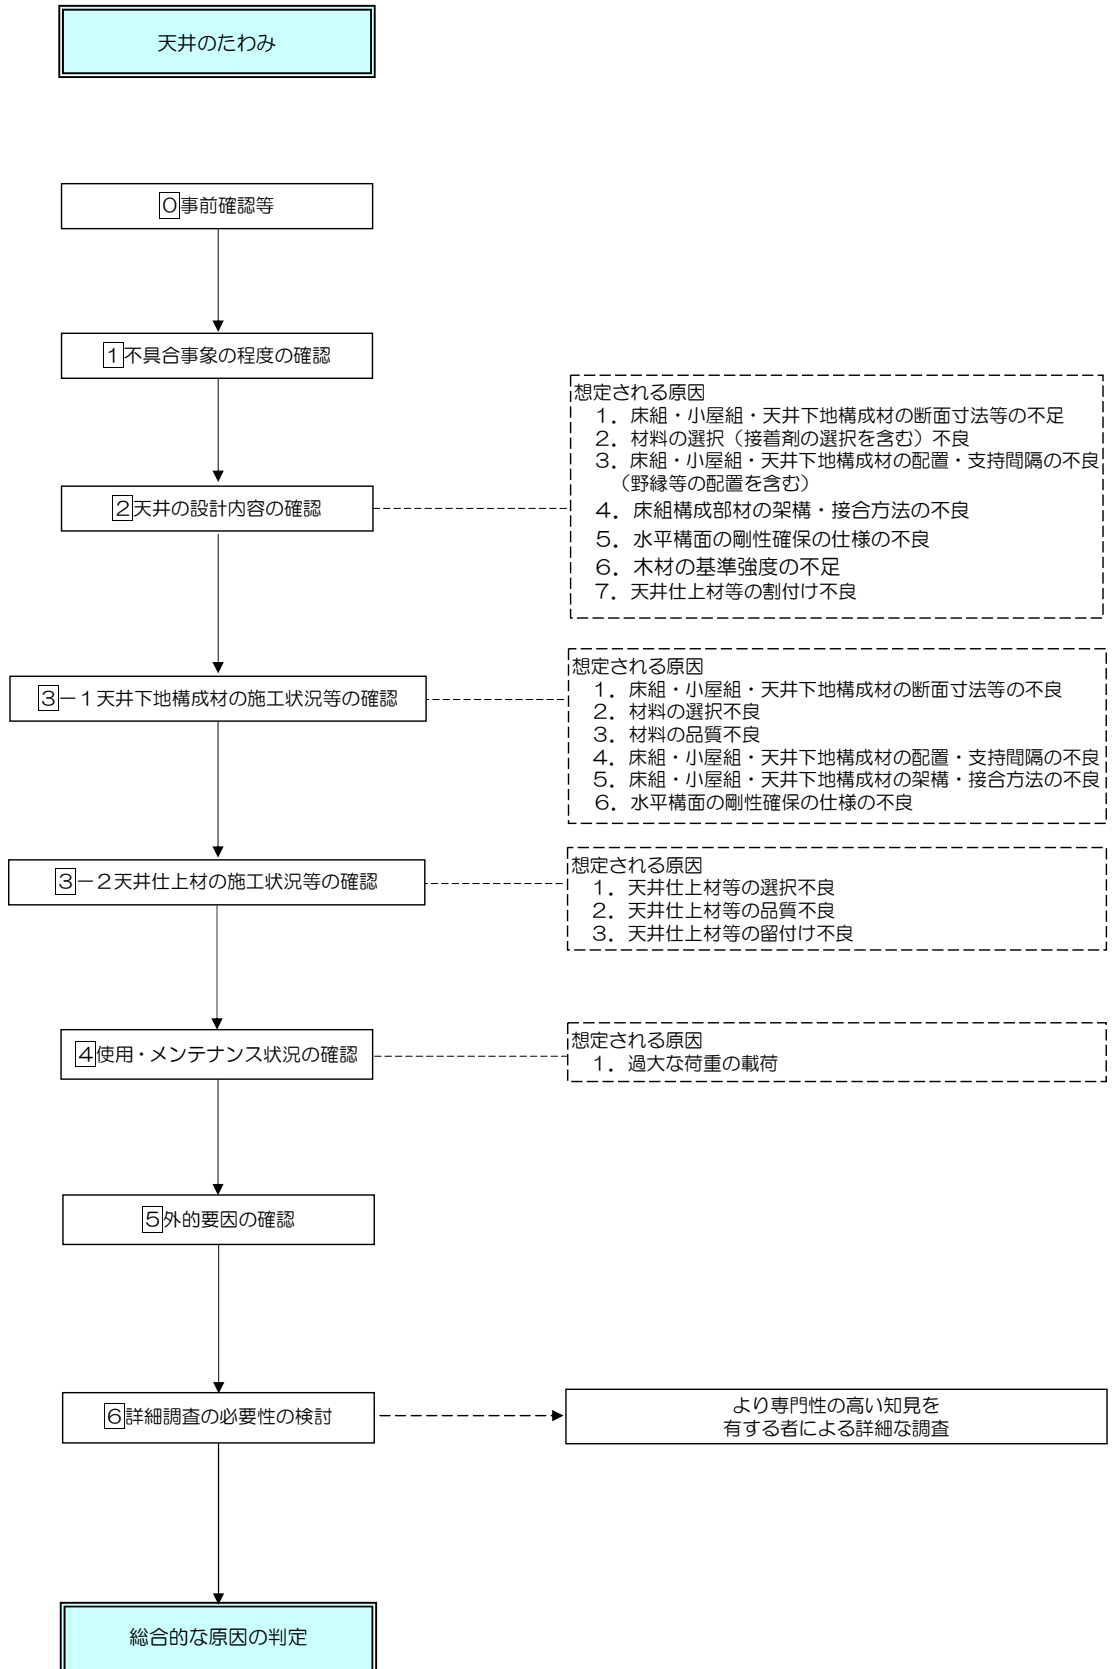 天井のたわみ
0事前確認等
1不具合事象の程度の確認
2天井の設計内容の確認
想定される原因
1．床組・小屋組・天井下地構成材の断面寸法等の不足
2．材料の選択（接着剤の選択を含む）不良
3．床組・小屋組・天井下地構成材の配置・支持間隔の不良
（野縁等の配置を含む）
4．床組構成部材の架構・接合方法の不良
5．水平構面の剛性確保の仕様の不良
6．木材の基準強度の不足
7．天井仕上材等の割付け不良
3－1天井下地構成材の施工状況等の確認
想定される原因
1．床組・小屋組・天井下地構成材の断面寸法等の不良
2．材料の選択不良
3．材料の品質不良
4．床組・小屋組・天井下地構成材の配置・支持間隔の不良
5．床組・小屋組・天井下地構成材の架構・接合方法の不良
6．水平構面の剛性確保の仕様の不良
3－2天井仕上材の施工状況等の確認
想定される原因
1．天井仕上材等の選択不良
2．天井仕上材等の品質不良
3．天井仕上材等の留付け不良
4使用・メンテナンス状況の確認
想定される原因
1．過大な荷重の載荷
5外的要因の確認
6詳細調査の必要性の検討
より専門性の高い知見を
有する者による詳細な調査
総合的な原因の判定